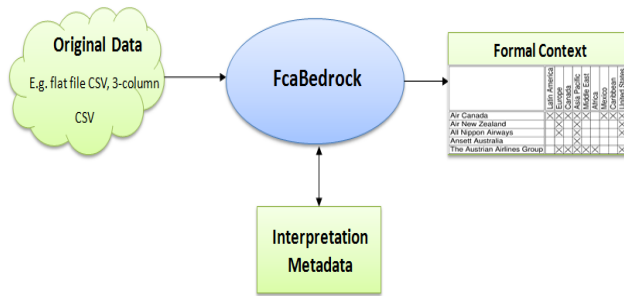 Original Data
E.g. flat file CSV, 3-column
CSV
FcaBedrock
Interpretation
Metadata
Formal Context
Latin America
Europe
Canada
Asia Pacific
Middle East
Africa
Mexico
Caribbean
United States
Air Canada
Air New Zealand
All Nippon Airways
Ansett Australia
The Austrian Airlines Group